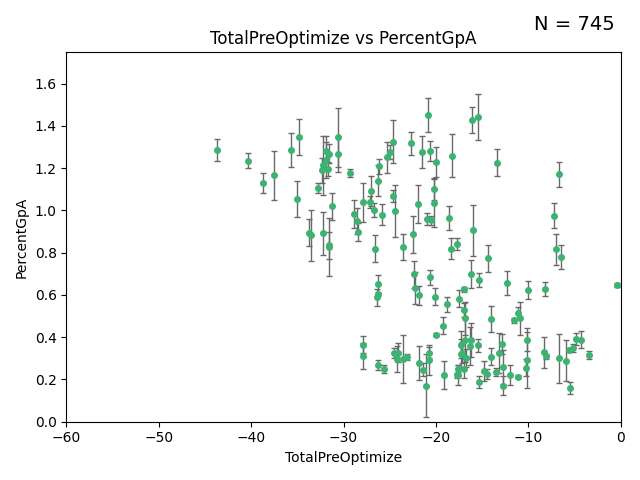 N = 745
TotalPreOptimize vs PercentGpA
PercentGpA
1.6
1.4
1.2
1.0
0.8
0.6
0.4
0.2
0.0
−60 −50 −40 −30 −20 −10 0
TotalPreOptimize